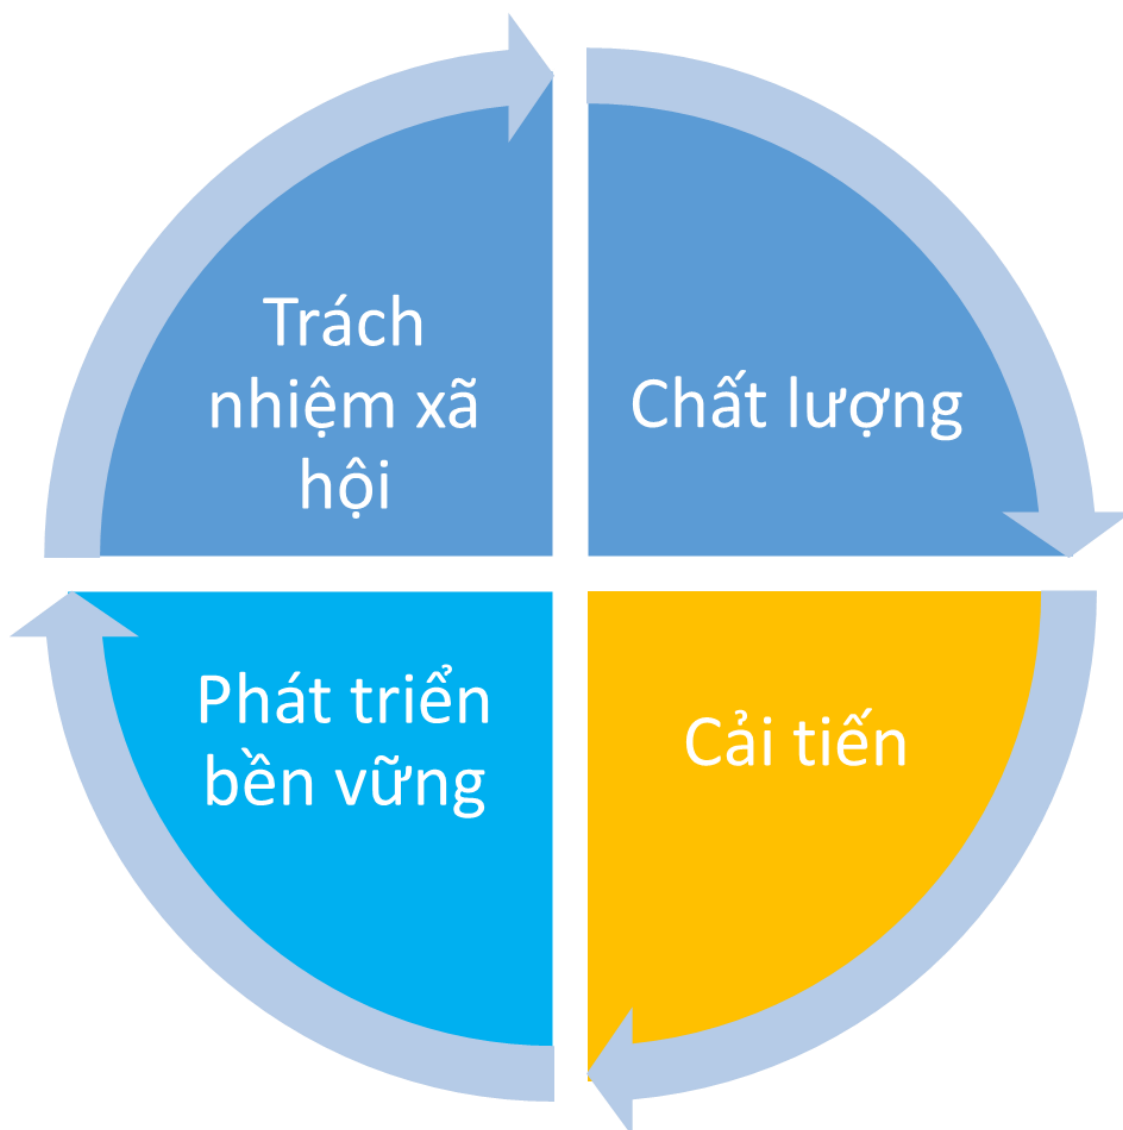 Trách
nhiệm xã
hội
Chất lượng
Phát triển
bền vững
Cải tiến